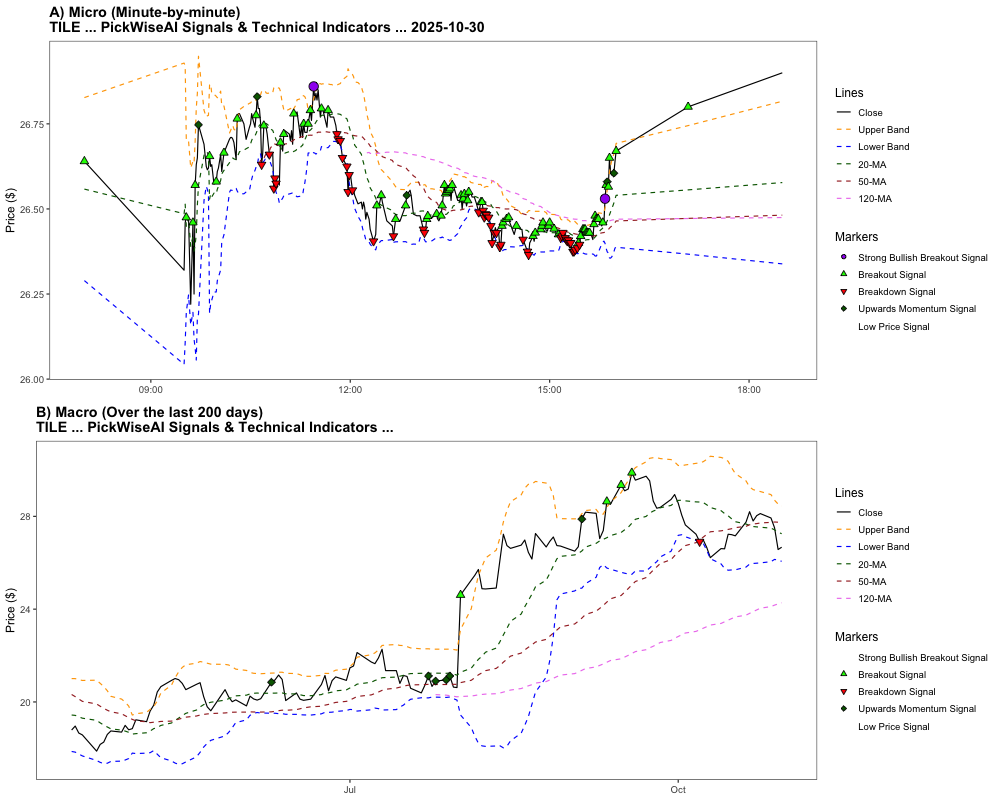 A) Micro (Minute-by-minute)
TILE ... PickWiseAI Signals & Technical Indicators ... 2025-10-30
Price ($)
26.75
26.50
26.25
26.00
09:00
12:00
15:00
18:00
Lines
Close
Upper Band
Lower Band
20-MA
50-MA
120-MA
Markers
Strong Bullish Breakout Signal
Breakout Signal
Breakdown Signal
Upwards Momentum Signal
Low Price Signal
B) Macro (Over the last 200 days)
TILE ... PickWiseAI Signals & Technical Indicators ...
Price ($)
28
24
20
Jul
Oct
Lines
Close
Upper Band
Lower Band
20-MA
50-MA
120-MA
Markers
Strong Bullish Breakout Signal
Breakout Signal
Breakdown Signal
Upwards Momentum Signal
Low Price Signal